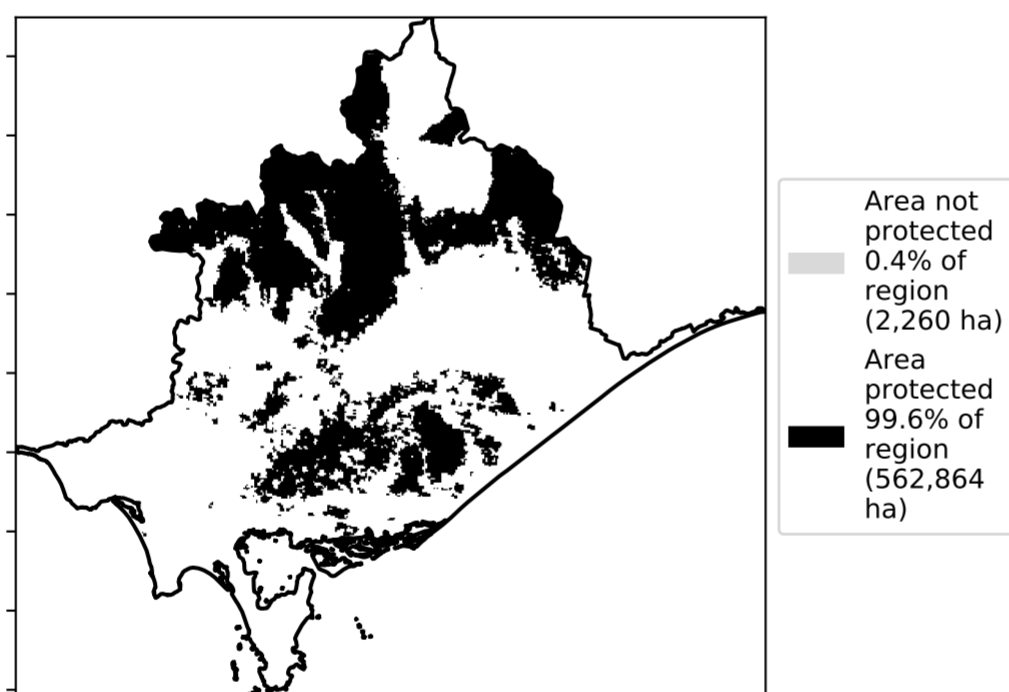 Area not
protected
0.4% of
region
(2,260 ha)
Area
protected
99.6% of
region
(562,864
ha)